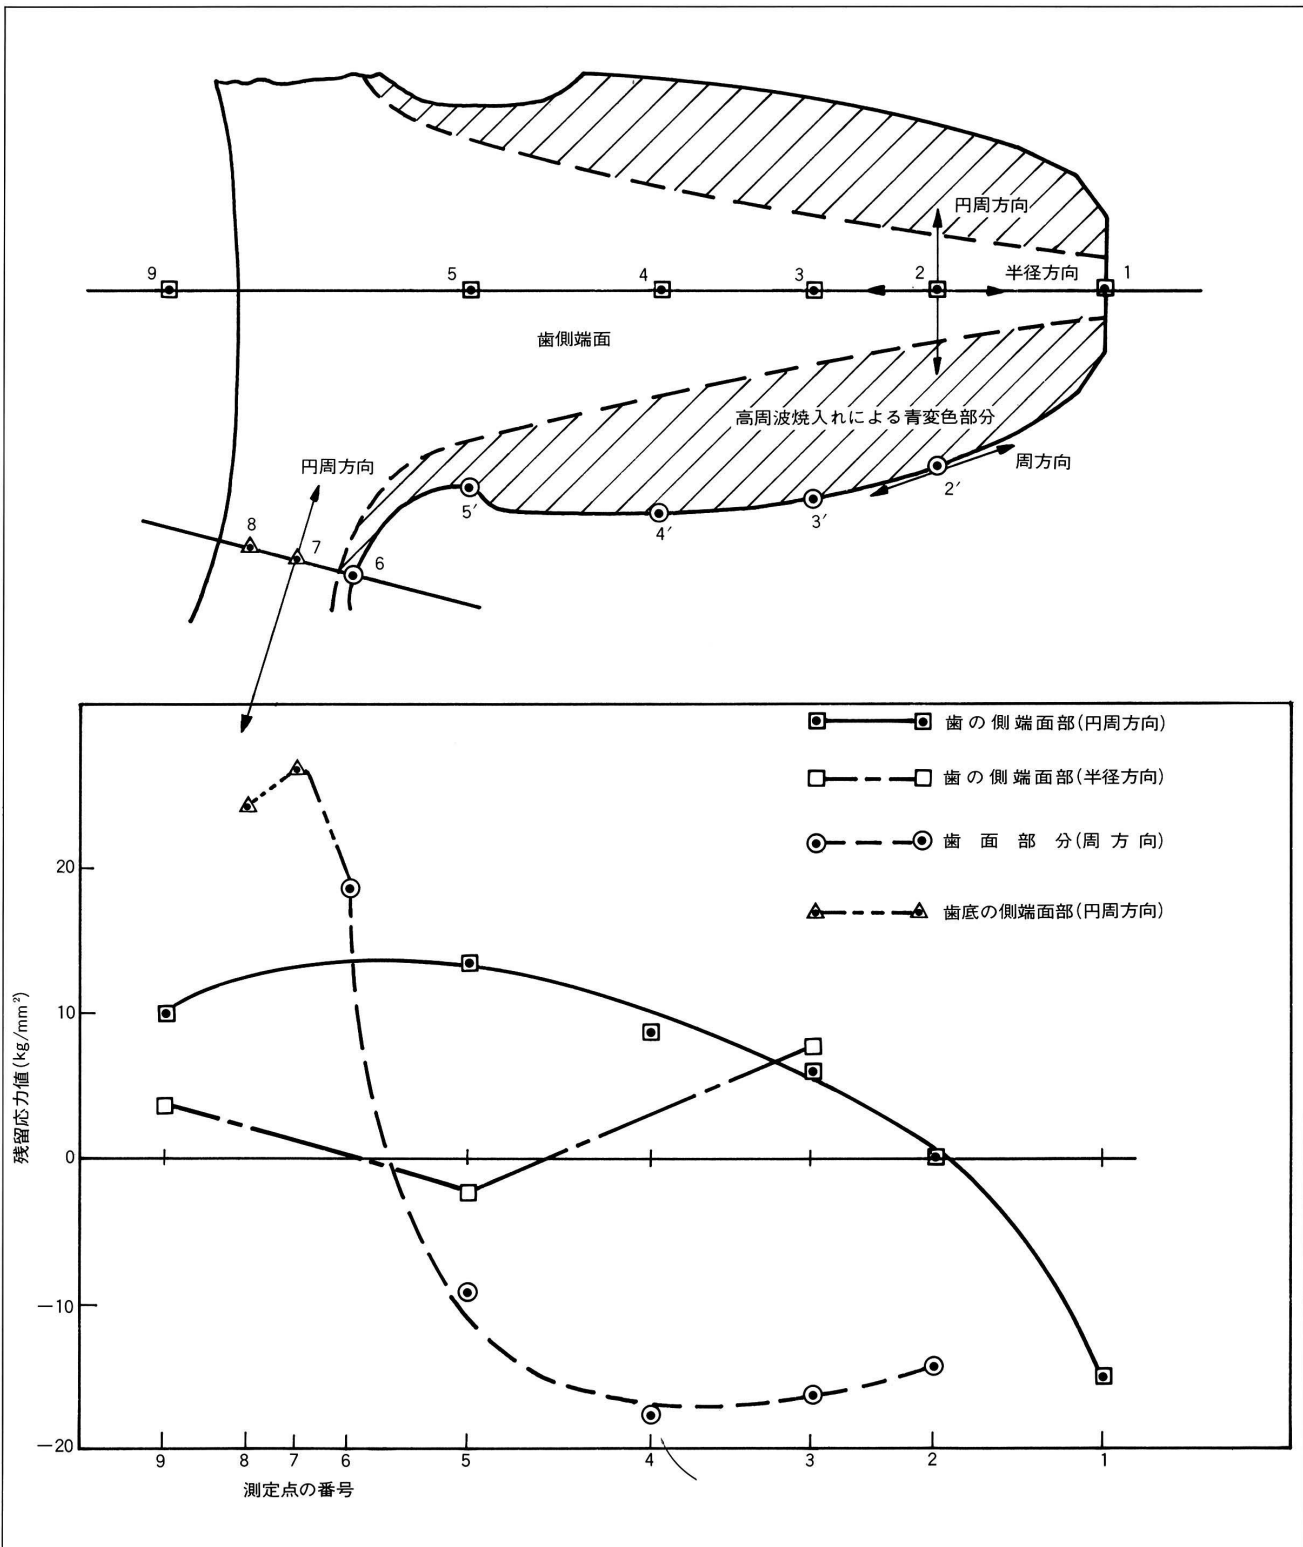 円周方向
9
5
4
3
2
半径方向
1
歯側端面
高周波焼入れによる青変色部分
円周方向
周方向
2′
5′
3′
4′
8
7
6
歯の側端面部(円周方向)
歯の側端面部(半径方向)
歯面部分(周方向)
歯底の側端面部(円周方向)
残留応力値(kg/mm²)
20
10
0
−10
−20
9 8 7 6 5 4 3 2 1
測定点の番号